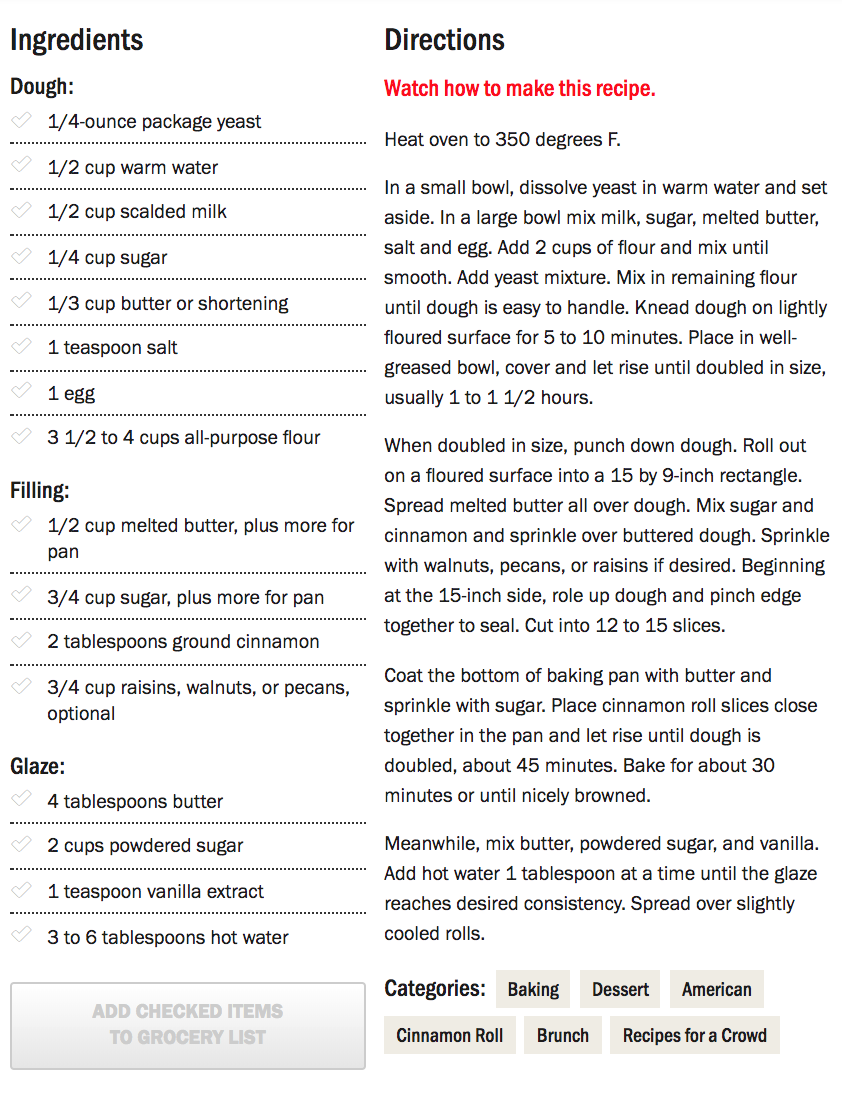 Ingredients
Dough:
1/4-ounce package yeast
1/2 cup warm water
1/2 cup scalded milk
1/4 cup sugar
1/3 cup butter or shortening
1 teaspoon salt
1 egg
3 1/2 to 4 cups all-purpose flour
Filling:
1/2 cup melted butter, plus more for
pan
3/4 cup sugar, plus more for pan
2 tablespoons ground cinnamon
3/4 cup raisins, walnuts, or pecans,
optional
Glaze:
4 tablespoons butter
2 cups powdered sugar
1 teaspoon vanilla extract
3 to 6 tablespoons hot water
ADD CHECKED ITEMS
TO GROCERY LIST
Directions
Watch how to make this recipe.
Heat oven to 350 degrees F.
In a small bowl, dissolve yeast in warm water and set
aside. In a large bowl mix milk, sugar, melted butter,
salt and egg. Add 2 cups of flour and mix until
smooth. Add yeast mixture. Mix in remaining flour
until dough is easy to handle. Knead dough on lightly
floured surface for 5 to 10 minutes. Place in well-
greased bowl, cover and let rise until doubled in size,
usually 1 to 1 1/2 hours.
When doubled in size, punch down dough. Roll out
on a floured surface into a 15 by 9-inch rectangle.
Spread melted butter all over dough. Mix sugar and
cinnamon and sprinkle over buttered dough. Sprinkle
with walnuts, pecans, or raisins if desired. Beginning
at the 15-inch side, role up dough and pinch edge
together to seal. Cut into 12 to 15 slices.
Coat the bottom of baking pan with butter and
sprinkle with sugar. Place cinnamon roll slices close
together in the pan and let rise until dough is
doubled, about 45 minutes. Bake for about 30
minutes or until nicely browned.
Meanwhile, mix butter, powdered sugar, and vanilla.
Add hot water 1 tablespoon at a time until the glaze
reaches desired consistency. Spread over slightly
cooled rolls.
Categories: Baking Dessert American
Cinnamon Roll Brunch Recipes for a Crowd